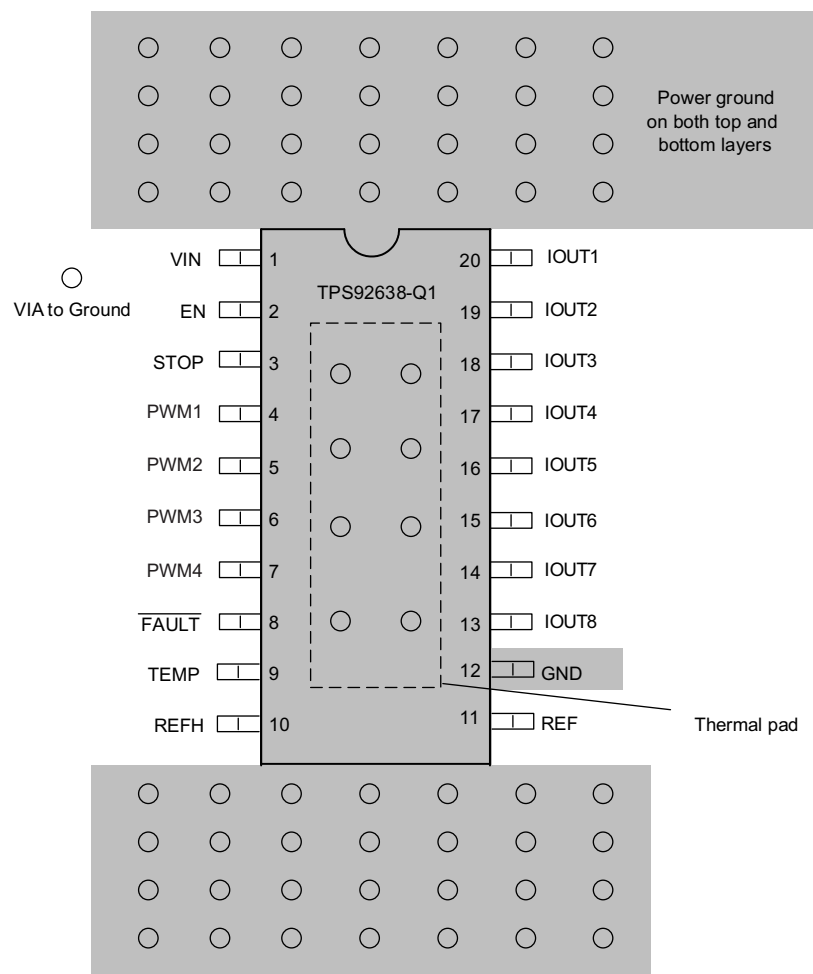 Power ground
on both top and
bottom layers
VIN 1 20 IOUT1
VIA to Ground
TPS92638-Q1
EN 2 19 IOUT2
STOP 3 18 IOUT3
PWM1 4 17 IOUT4
PWM2 5 16 IOUT5
PWM3 6 15 IOUT6
PWM4 7 14 IOUT7
FAULT 8 13 IOUT8
TEMP 9 12 GND
REFH 10 11 REF
Thermal pad